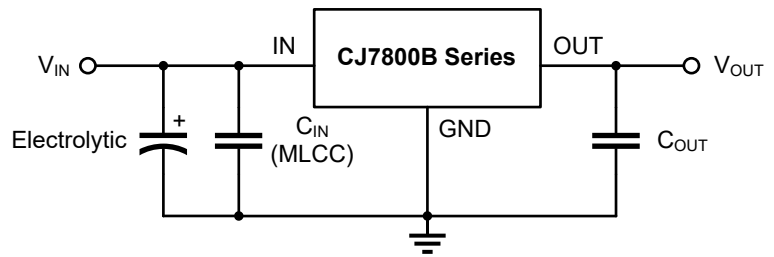 IN
CJ7800B Series
OUT
VIN
VOUT
+
Electrolytic
CIN
(MLCC)
GND
COUT